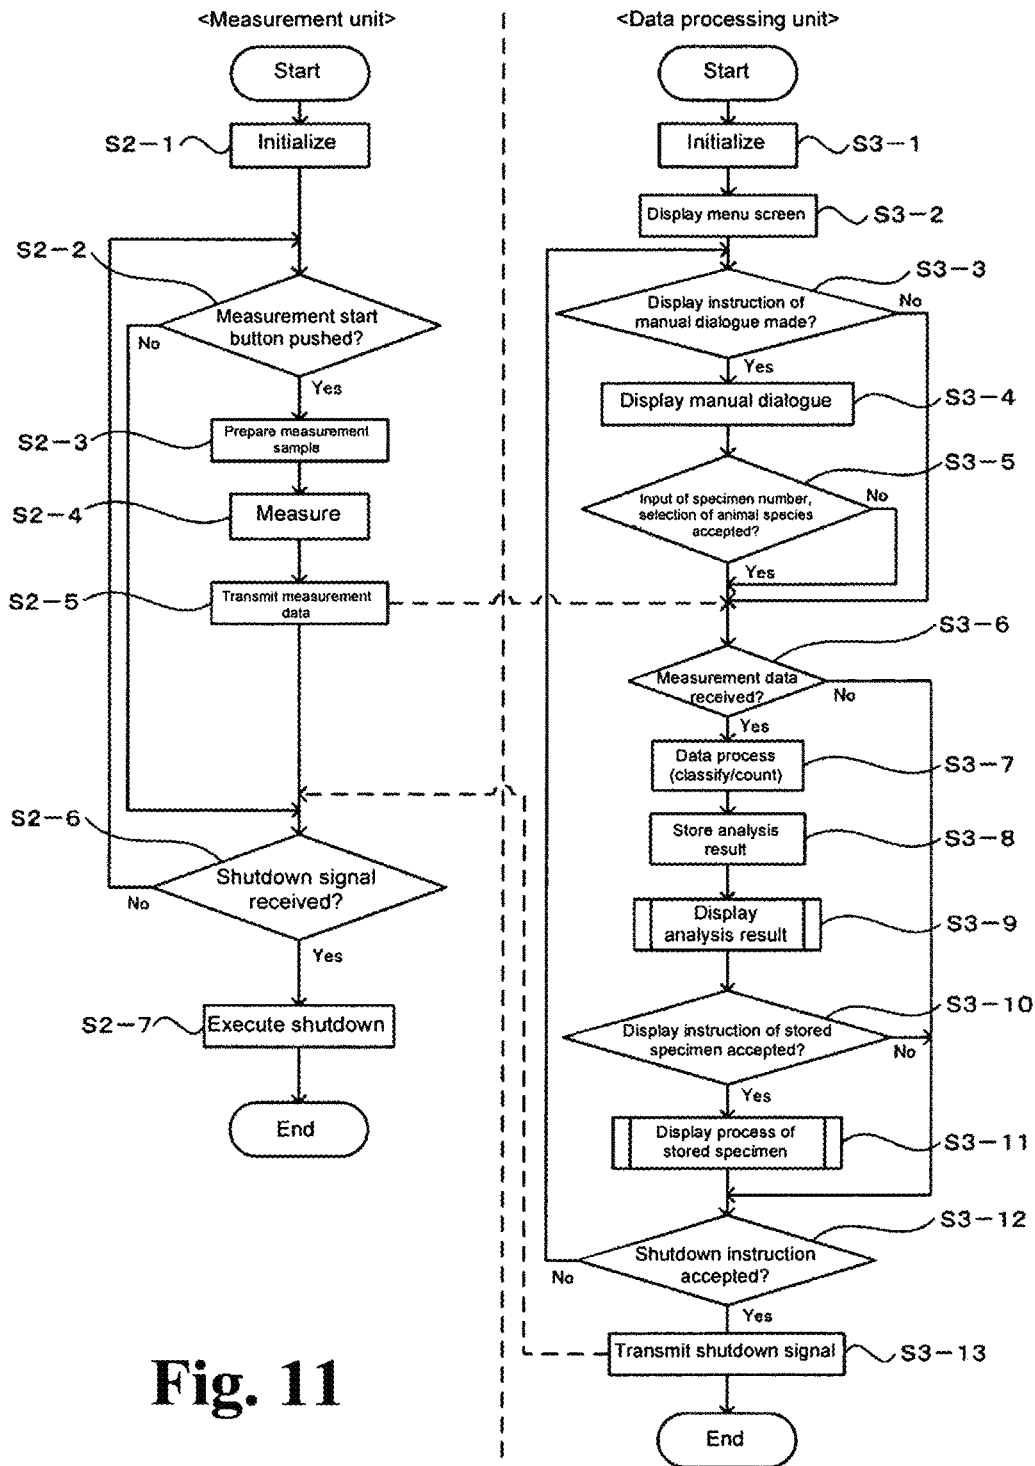 <Measurement unit>
Start
S2-1
Initialize
S2-2
Measurement start
button pushed?
No
Yes
S2-3
Prepare measurement
sample
S2-4
Measure
S2-5
Transmit measurement
data
S2-6
Shutdown signal
received?
No
Yes
S2-7
Execute shutdown
End
<Data processing unit>
Start
Initialize
S3-1
Display menu screen
S3-2
S3-3
Display instruction of
manual dialogue made?
No
Yes
Display manual dialogue
S3-4
S3-5
Input of specimen number,
selection of animal species
accepted?
No
Yes
S3-6
Measurement data
received?
No
Yes
Data process
(classify/count)
S3-7
Store analysis
result
S3-8
Display
analysis result
S3-9
S3-10
Display instruction of stored
specimen accepted?
No
Yes
Display process of
stored specimen
S3-11
S3-12
Shutdown instruction
accepted?
No
Yes
Transmit shutdown signal
S3-13
End
Fig. 11